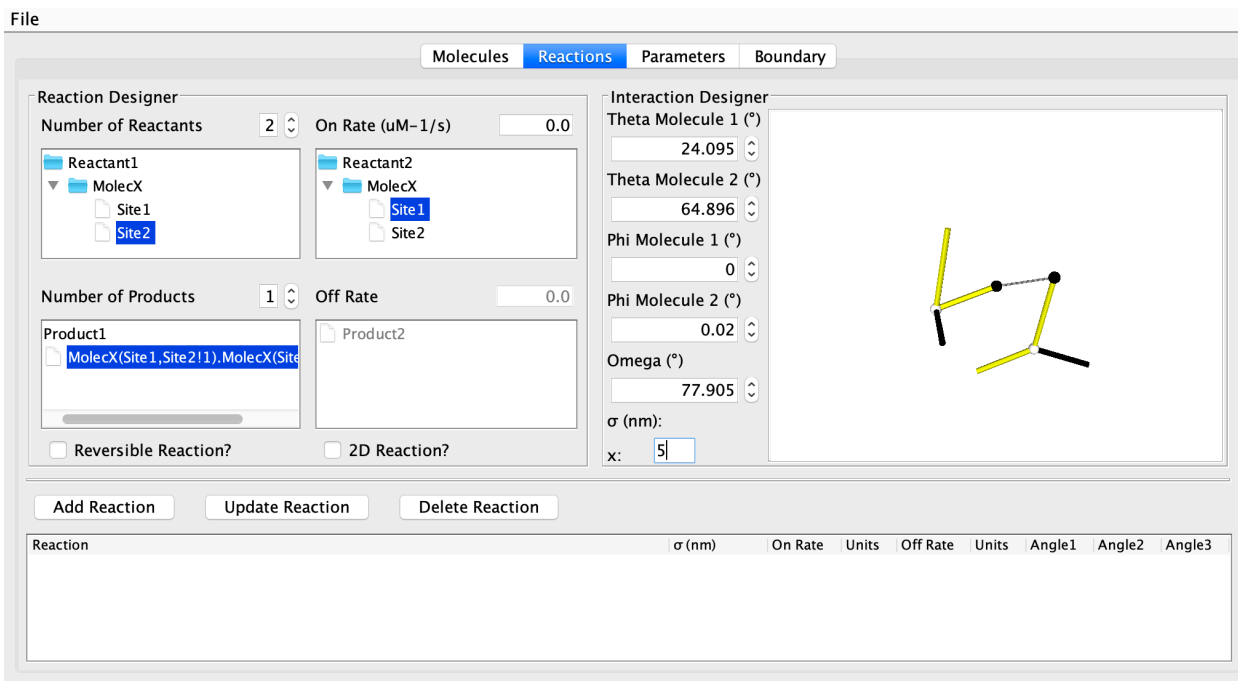 File
Molecules Reactions Parameters Boundary
Reaction Designer
Number of Reactants 2 On Rate (uM-1/s) 0.0
Reactant1
MolecX
Site1
Site2
Reactant2
MolecX
Site1
Site2
Number of Products 1 Off Rate 0.0
Product1
MolecX(Site1,Site2!1).MolecX(Site
Product2
Reversible Reaction? 2D Reaction?
Interaction Designer
Theta Molecule 1 (°)
24.095
Theta Molecule 2 (°)
64.896
Phi Molecule 1 (°)
0
Phi Molecule 2 (°)
0.02
Omega (°)
77.905
σ (nm):
x: 5
Add Reaction Update Reaction Delete Reaction
Reaction σ (nm) On Rate Units Off Rate Units Angle1 Angle2 Angle3